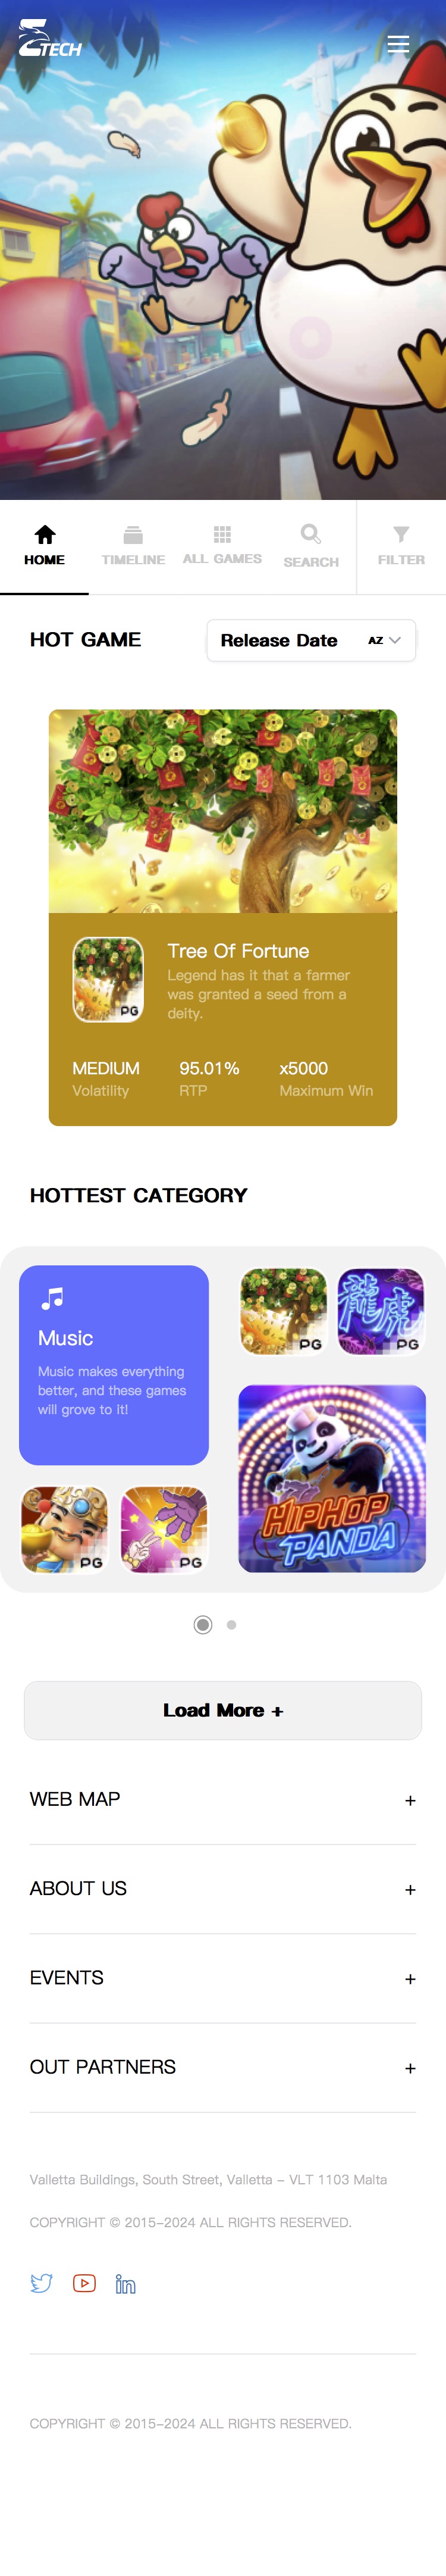 TECH
HOME
TIMELINE
ALL GAMES
SEARCH
FILTER
HOT GAME
Release Date
AZ
PG
Tree Of Fortune
Legend has it that a farmer
was granted a seed from a
deity.
MEDIUM
95.01%
x5000
Volatility
RTP
Maximum Win
HOTTEST CATEGORY
Music
Music makes everything
better, and these games
will grove to it!
PG
龍虎
PG
HIPHOP
PANDA
PG
PG
Load More +
WEB MAP +
ABOUT US +
EVENTS +
OUT PARTNERS +
Valletta Buildings, South Street, Valletta – VLT 1103 Malta
COPYRIGHT © 2015–2024 ALL RIGHTS RESERVED.
in
COPYRIGHT © 2015–2024 ALL RIGHTS RESERVED.